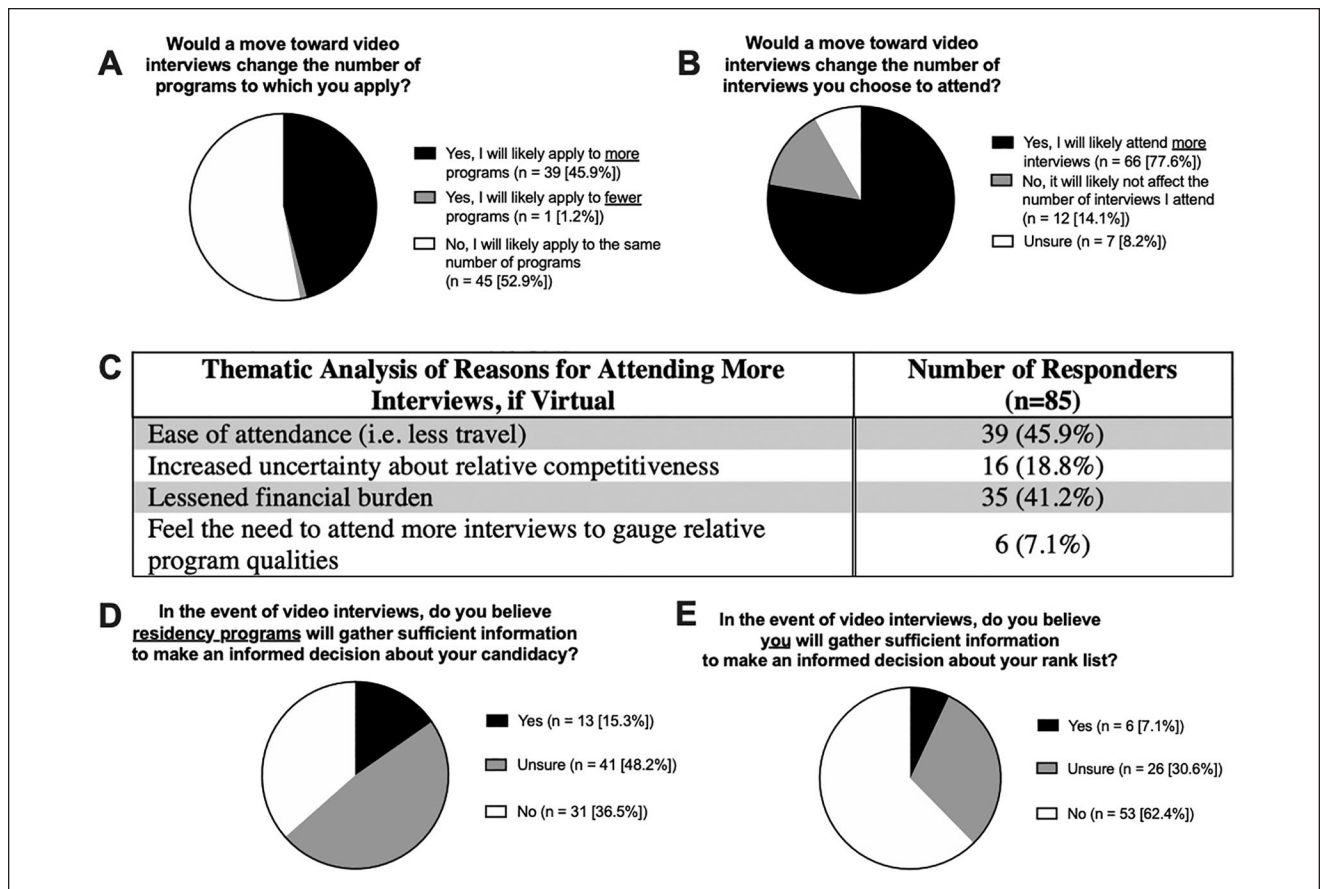 A
Would a move toward video
interviews change the number of
programs to which you apply?
Yes, I will likely apply to more
programs (n = 39 [45.9%])
Yes, I will likely apply to fewer
programs (n = 1 [1.2%])
No, I will likely apply to the same
number of programs
(n = 45 [52.9%])
B
Would a move toward video
interviews change the number of
interviews you choose to attend?
Yes, I will likely attend more
interviews (n = 66 [77.6%])
No, it will likely not affect the
number of interviews I attend
(n = 12 [14.1%])
Unsure (n = 7 [8.2%])
C
Thematic Analysis of Reasons for Attending More
Interviews, if Virtual
Number of Responders
(n=85)
Ease of attendance (i.e. less travel)
39 (45.9%)
Increased uncertainty about relative competitiveness
16 (18.8%)
Lessened financial burden
35 (41.2%)
Feel the need to attend more interviews to gauge relative
program qualities
6 (7.1%)
D
In the event of video interviews, do you believe
residency programs will gather sufficient information
to make an informed decision about your candidacy?
Yes (n = 13 [15.3%])
Unsure (n = 41 [48.2%])
No (n = 31 [36.5%])
E
In the event of video interviews, do you believe
you will gather sufficient information
to make an informed decision about your rank list?
Yes (n = 6 [7.1%])
Unsure (n = 26 [30.6%])
No (n = 53 [62.4%])